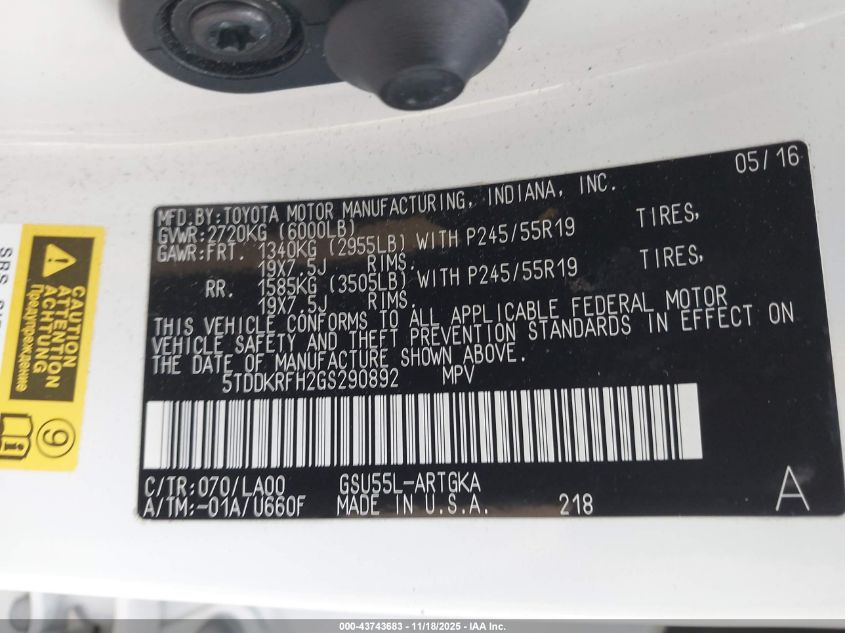 05/16
MFD.BY:TOYOTA MOTOR MANUFACTURING, INDIANA, INC.
GVWR:2720KG (6000LB)
GAWR:FRT. 1340KG (2955LB) WITH P245/55R19 TIRES,
19X7.5J RIMS.
RR. 1585KG (3505LB) WITH P245/55R19 TIRES,
19X7.5J RIMS.
THIS VEHICLE CONFORMS TO ALL APPLICABLE FEDERAL MOTOR
VEHICLE SAFETY AND THEFT PREVENTION STANDARDS IN EFFECT ON
THE DATE OF MANUFACTURE SHOWN ABOVE.
5TDDKRFH2GS290892 MPV
C/TR:070/LA00 GSU55L-ARTGKA
A/TM:-01A/U660F MADE IN U.S.A. 218
A
CAUTION
ATTENTION
ACHTUNG
Предупреждение
9
SRS
000-43743683 - 11/18/2025 - IAA Inc.